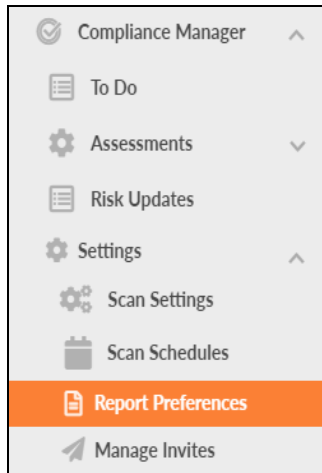 Compliance Manager
To Do
Assessments
Risk Updates
Settings
Scan Settings
Scan Schedules
Report Preferences
Manage Invites